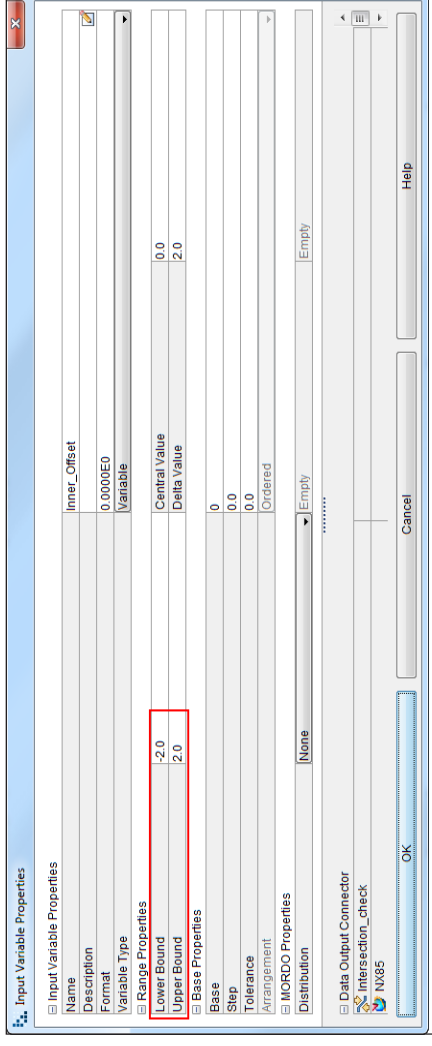 Input Variable Properties
Input Variable Properties
Name Inner_Offset
Description
Format 0.0000E0
Variable Type Variable
Range Properties
Lower Bound -2.0 Central Value 0.0
Upper Bound 2.0 Delta Value 2.0
Base Properties
Base 0
Step 0.0
Tolerance 0.0
Arrangement Ordered
MORDO Properties
Distribution None Empty Empty
Data Output Connector
Intersection_check
NX85
OK Cancel Help